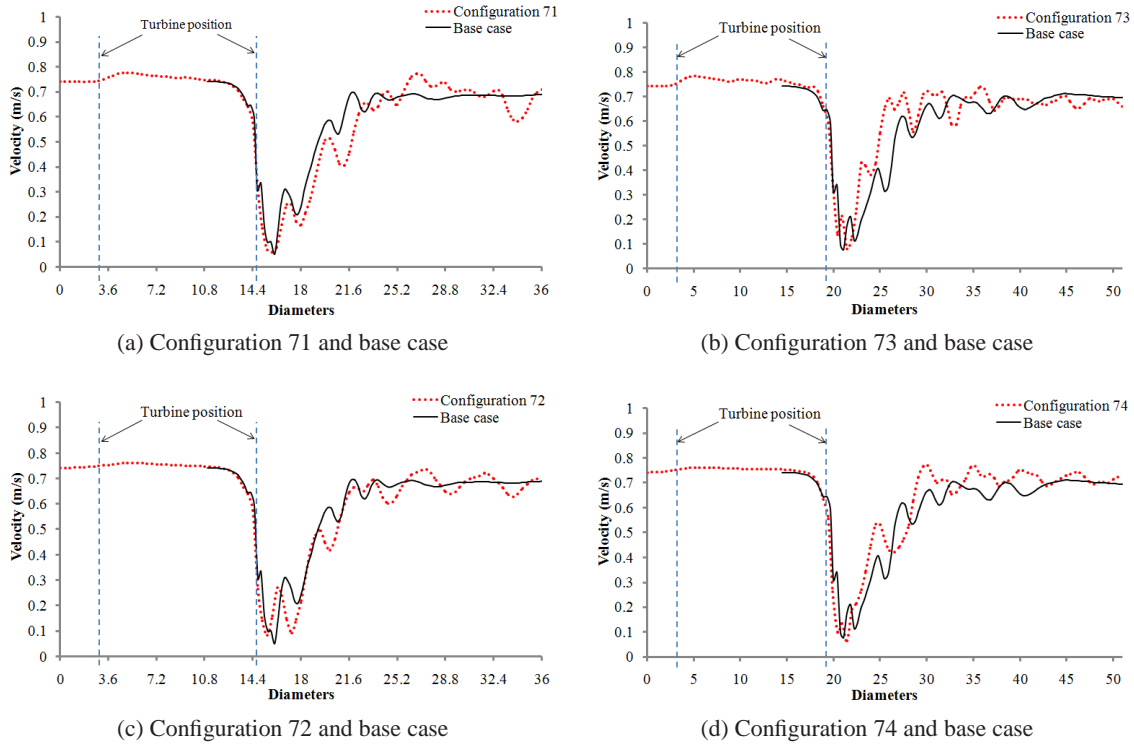 Configuration 71
Base case
Turbine position
Velocity (m/s)
1
0.9
0.8
0.7
0.6
0.5
0.4
0.3
0.2
0.1
0
0 3.6 7.2 10.8 14.4 18 21.6 25.2 28.8 32.4 36
Diameters
(a) Configuration 71 and base case
Configuration 73
Base case
Turbine position
Velocity (m/s)
1
0.9
0.8
0.7
0.6
0.5
0.4
0.3
0.2
0.1
0
0 5 10 15 20 25 30 35 40 45 50
Diameters
(b) Configuration 73 and base case
Configuration 72
Base case
Turbine position
Velocity (m/s)
1
0.9
0.8
0.7
0.6
0.5
0.4
0.3
0.2
0.1
0
0 3.6 7.2 10.8 14.4 18 21.6 25.2 28.8 32.4 36
Diameters
(c) Configuration 72 and base case
Configuration 74
Base case
Turbine position
Velocity (m/s)
1
0.9
0.8
0.7
0.6
0.5
0.4
0.3
0.2
0.1
0
0 5 10 15 20 25 30 35 40 45 50
Diameters
(d) Configuration 74 and base case